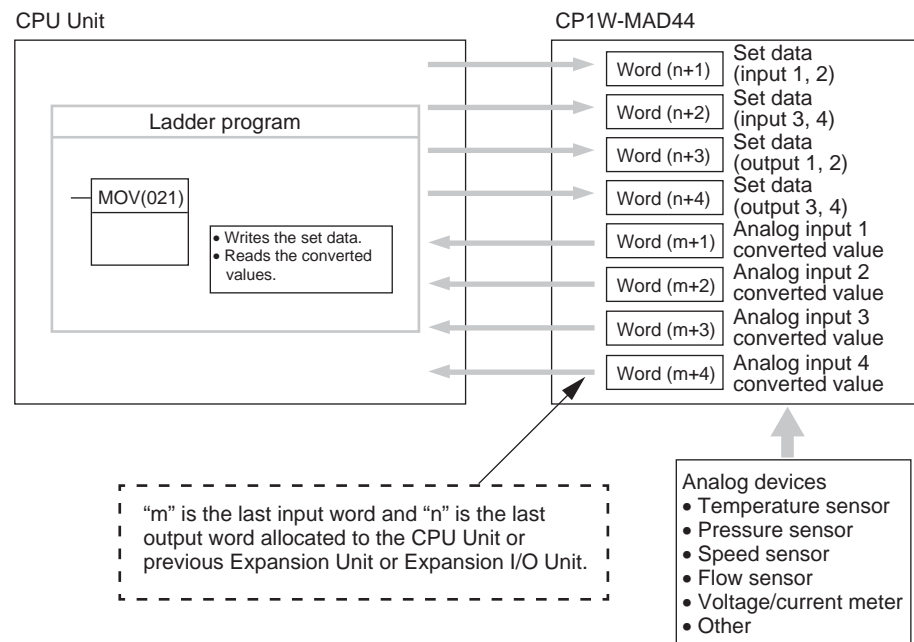 CPU Unit
CP1W-MAD44
Ladder program
MOV(021)
• Writes the set data.
• Reads the converted
values.
Word (n+1)
Set data
(input 1, 2)
Word (n+2)
Set data
(input 3, 4)
Word (n+3)
Set data
(output 1, 2)
Word (n+4)
Set data
(output 3, 4)
Word (m+1)
Analog input 1
converted value
Word (m+2)
Analog input 2
converted value
Word (m+3)
Analog input 3
converted value
Word (m+4)
Analog input 4
converted value
“m” is the last input word and “n” is the last
output word allocated to the CPU Unit or
previous Expansion Unit or Expansion I/O Unit.
Analog devices
• Temperature sensor
• Pressure sensor
• Speed sensor
• Flow sensor
• Voltage/current meter
• Other